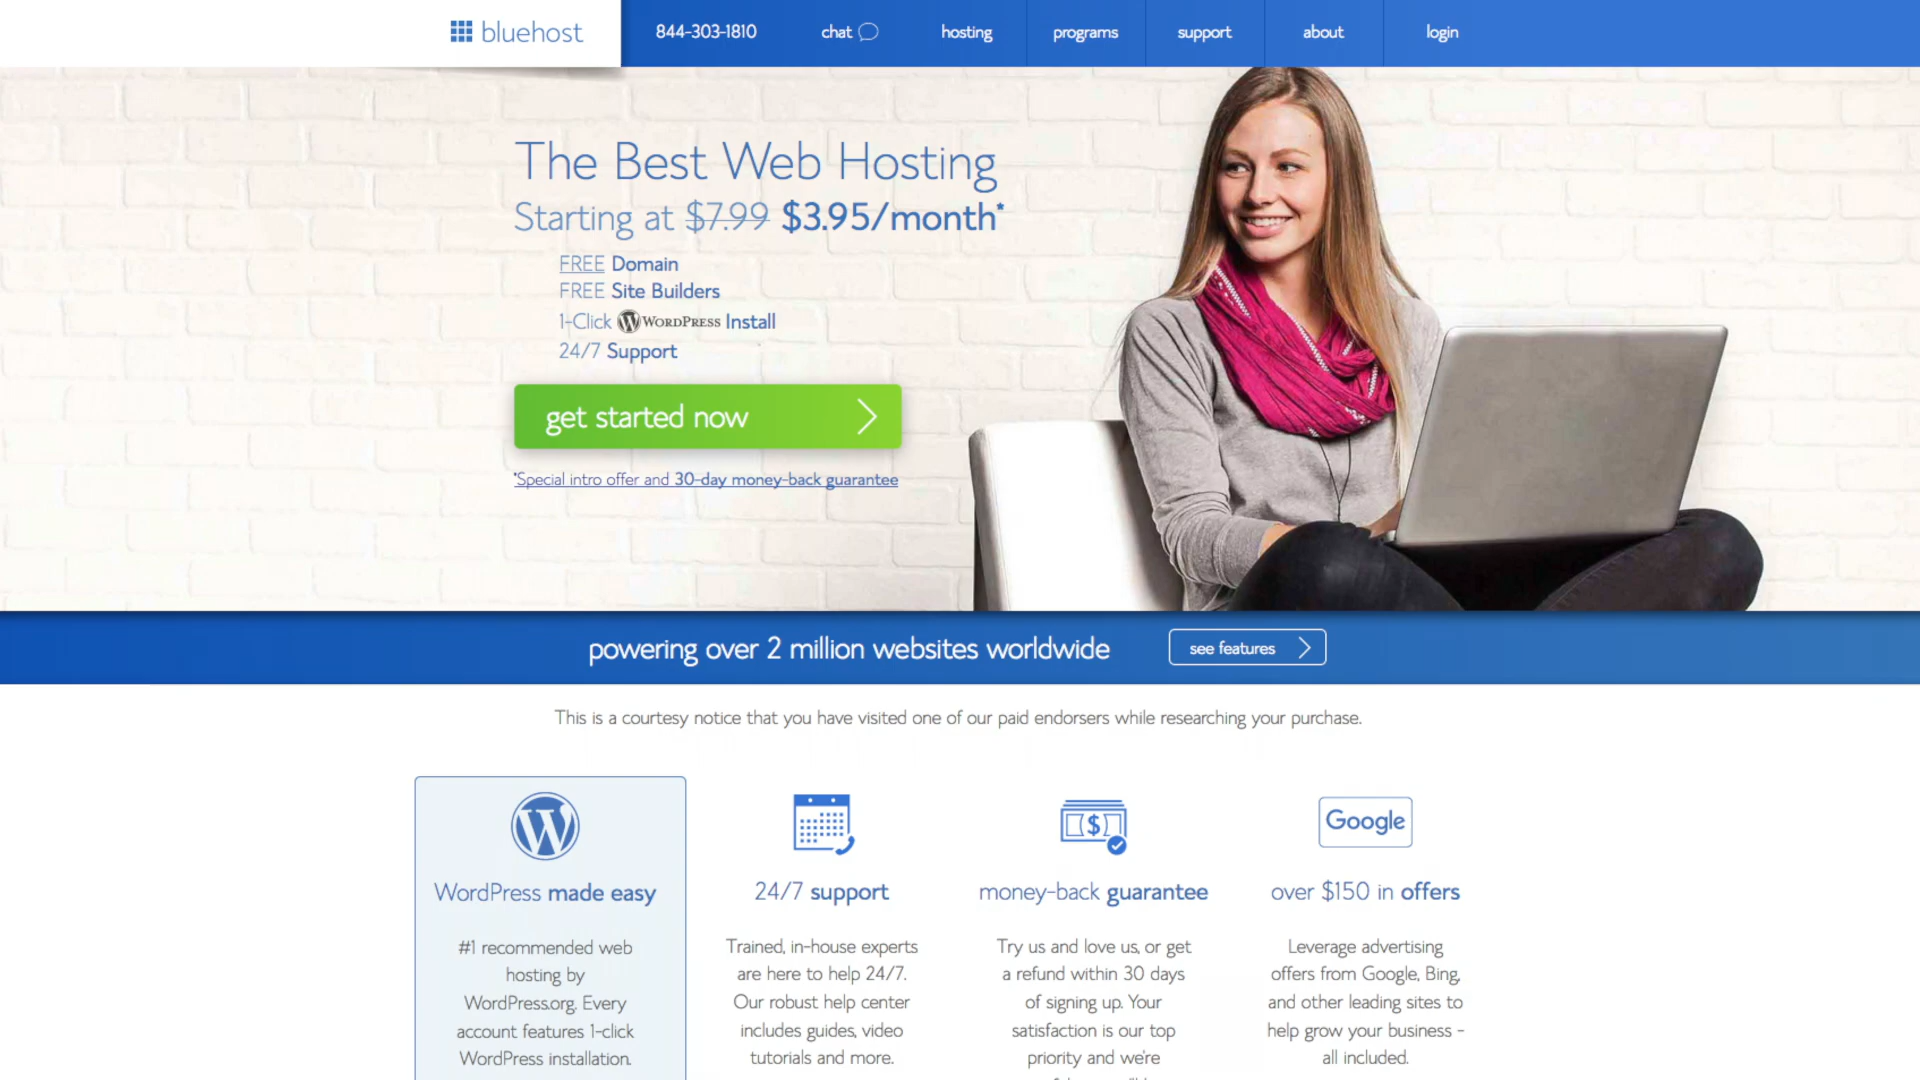 bluehost
844-303-1810
chat
hosting
programs
support
about
login
The Best Web Hosting
Starting at $7.99 $3.95/month*
FREE Domain
FREE Site Builders
1-Click WORDPRESS Install
24/7 Support
get started now
*Special intro offer and 30-day money-back guarantee
powering over 2 million websites worldwide
see features
This is a courtesy notice that you have visited one of our paid endorsers while researching your purchase.
WordPress made easy
#1 recommended web
hosting by
WordPress.org. Every
account features 1-click
WordPress installation.
24/7 support
Trained, in-house experts
are here to help 24/7.
Our robust help center
includes guides, video
tutorials and more.
money-back guarantee
Try us and love us, or get
a refund within 30 days
of signing up. Your
satisfaction is our top
priority and we're
Google
over $150 in offers
Leverage advertising
offers from Google, Bing,
and other leading sites to
help grow your business -
all included.